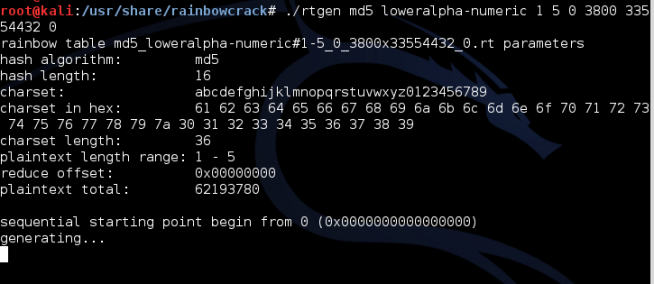 root@kali:/usr/share/rainbowcrack# ./rtgen md5 loweralpha-numeric 1 5 0 3800 335
54432 0
rainbow table md5_loweralpha-numeric#1-5_0_3800x33554432_0.rt parameters
hash algorithm: md5
hash length: 16
charset: abcdefghijklmnopqrstuvwxyz0123456789
charset in hex: 61 62 63 64 65 66 67 68 69 6a 6b 6c 6d 6e 6f 70 71 72 73
74 75 76 77 78 79 7a 30 31 32 33 34 35 36 37 38 39
charset length: 36
plaintext length range: 1 - 5
reduce offset: 0x00000000
plaintext total: 62193780
sequential starting point begin from 0 (0x0000000000000000)
generating...